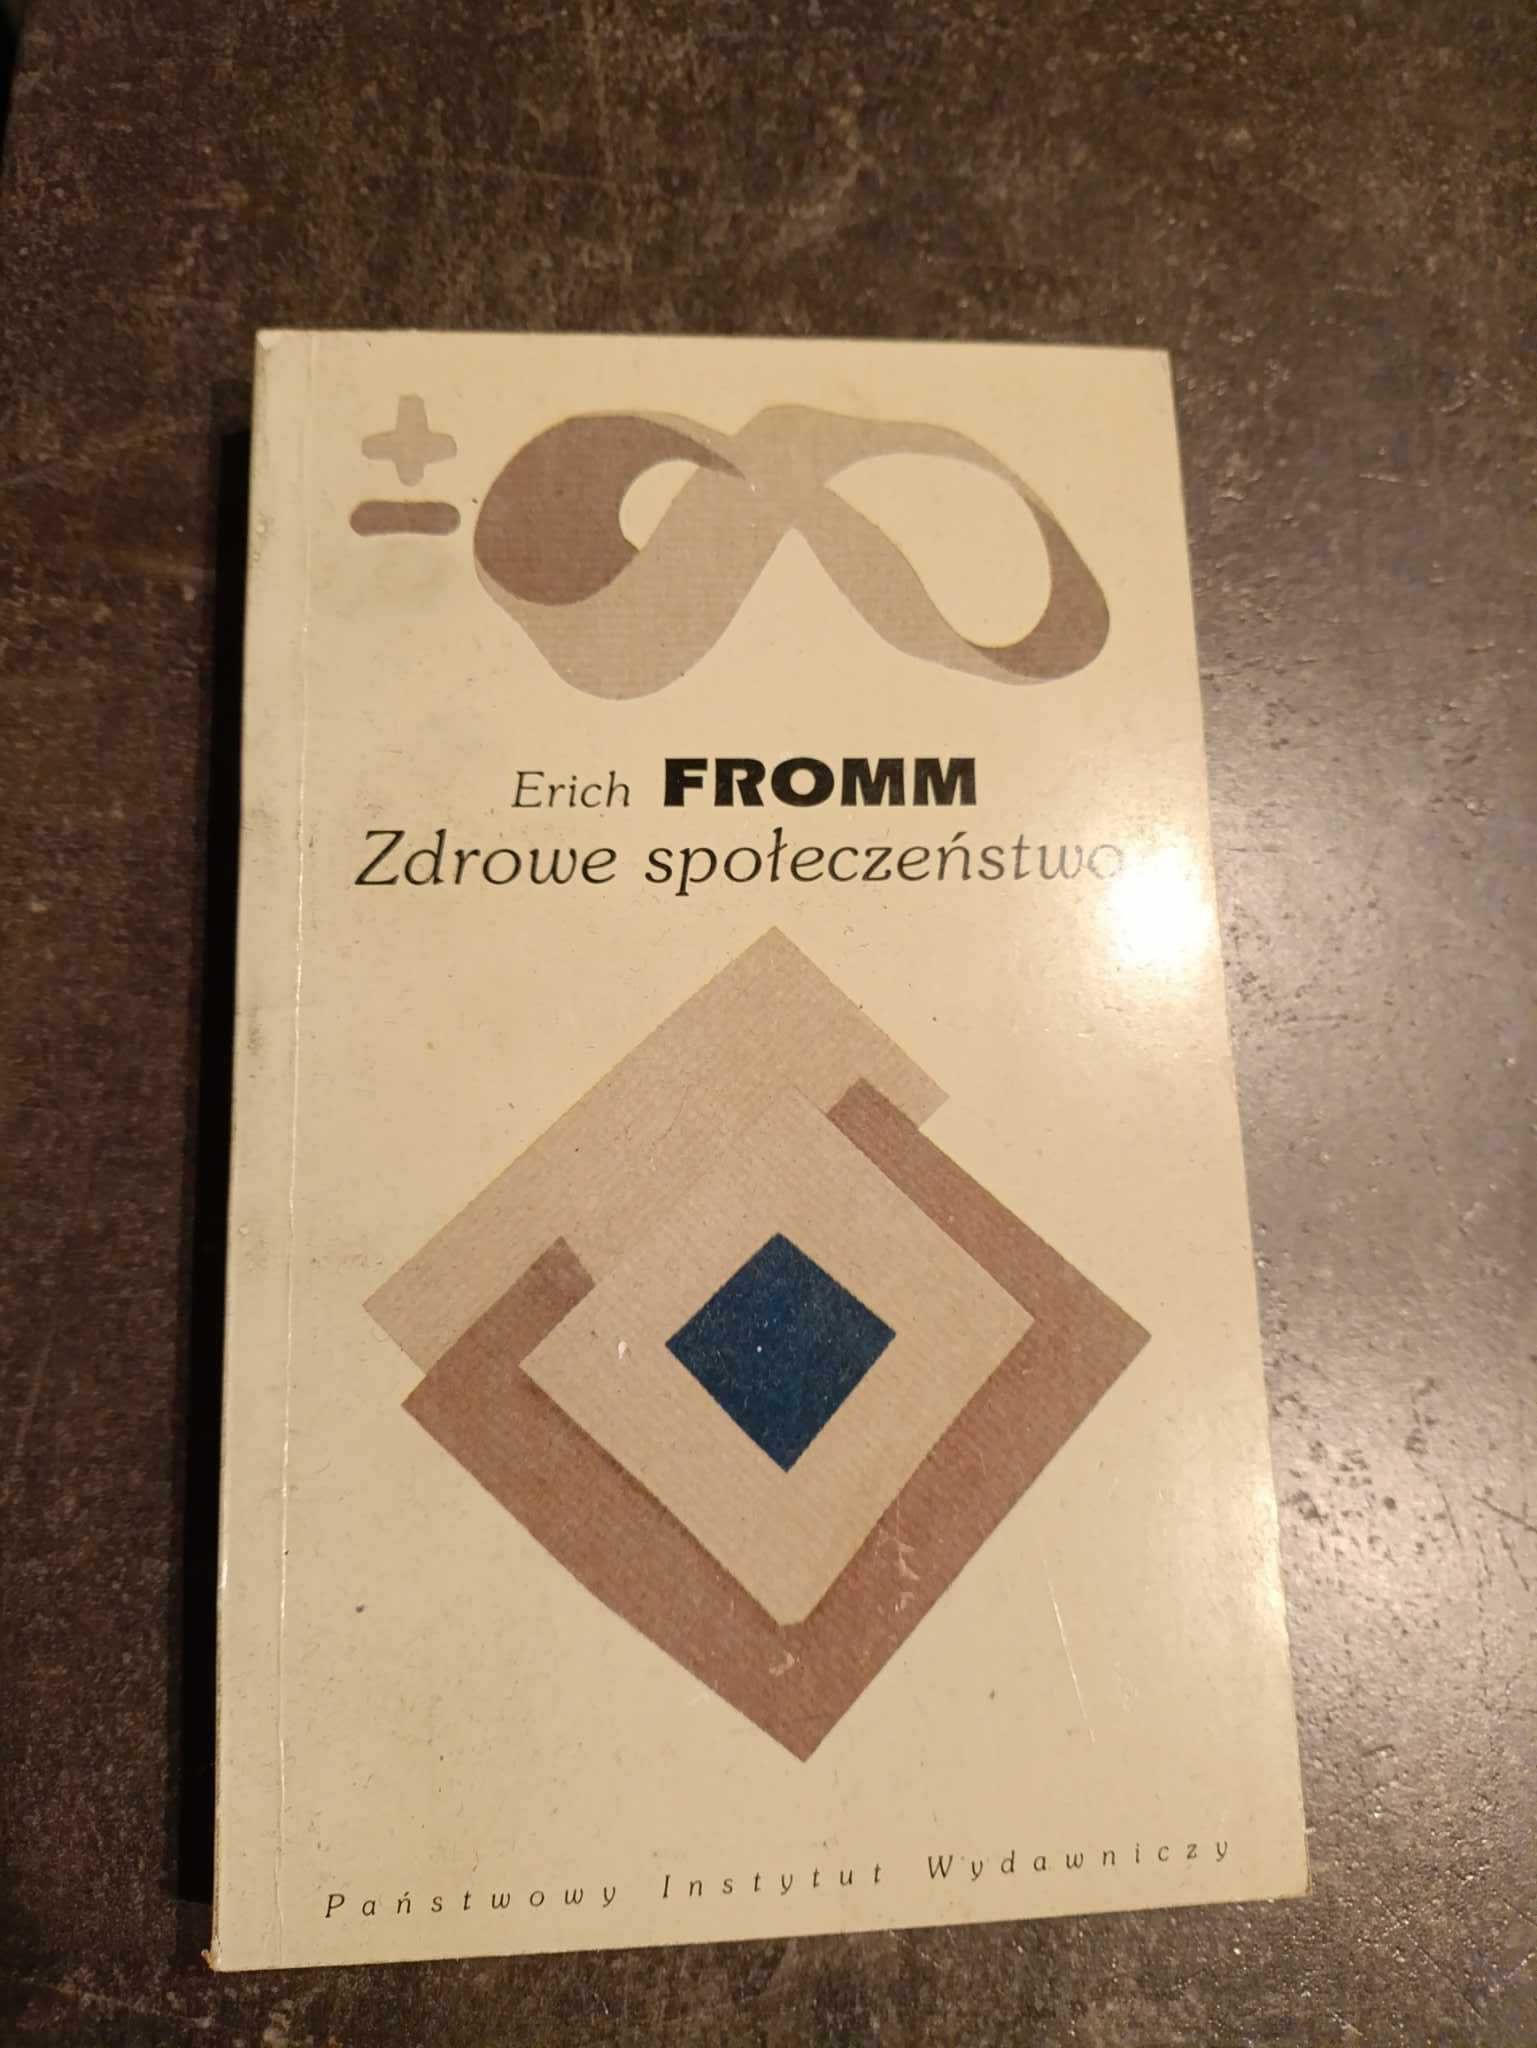 ±
Erich FROMM
Zdrowe społeczeństwo
Państwowy Instytut Wydawniczy